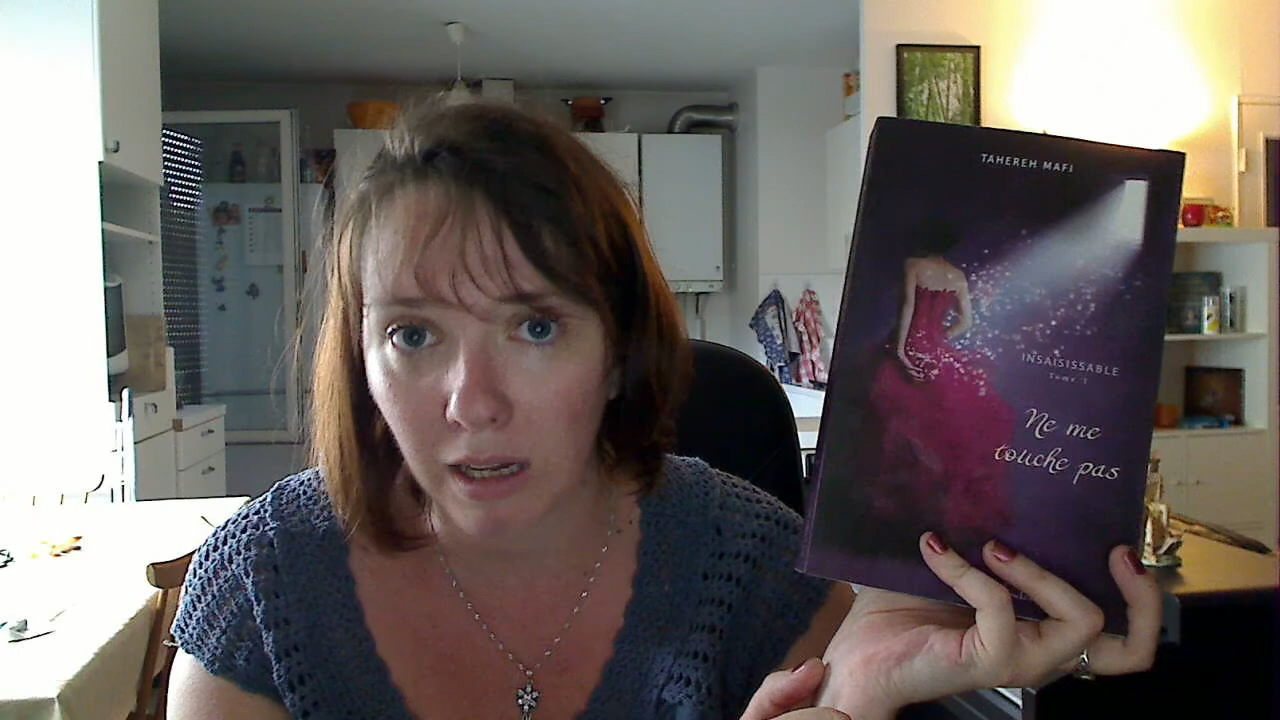 TAHEREH MAFI
INSAISISSABLE
Tome 1
Ne me
touche pas